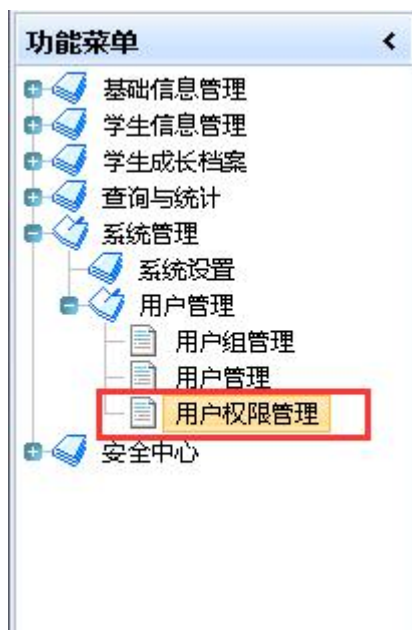 功能菜单
基础信息管理
学生信息管理
学生成长档案
查询与统计
系统管理
系统设置
用户管理
用户组管理
用户管理
用户权限管理
安全中心